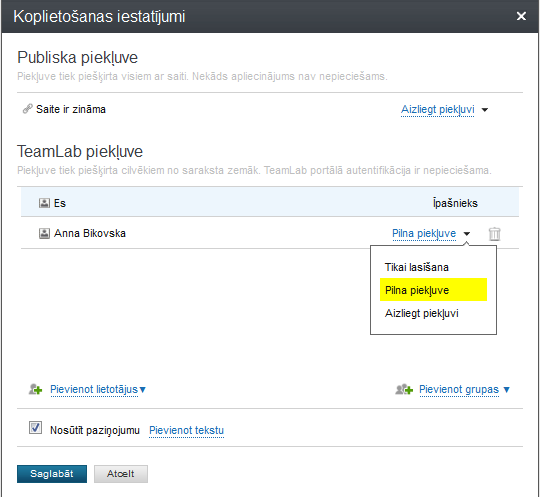 Koplietošanas iestatījumi
Publiska piekļuve
Piekļuve tiek piešķirta visiem ar saiti. Nekāds apliecinājums nav nepieciešams.
Saite ir zināma Aizliegt piekļuvi
TeamLab piekļuve
Piekļuve tiek piešķirta cilvēkiem no saraksta zemāk. TeamLab portālā autentifikācija ir nepieciešama.
Es Īpašnieks
Anna Bikovska Pilna piekļuve
Tikai lasīšana
Pilna piekļuve
Aizliegt piekļuvi
Pievienot lietotājus Pievienot grupas
Nosūtīt paziņojumu Pievienot tekstu
Saglabāt Atcelt